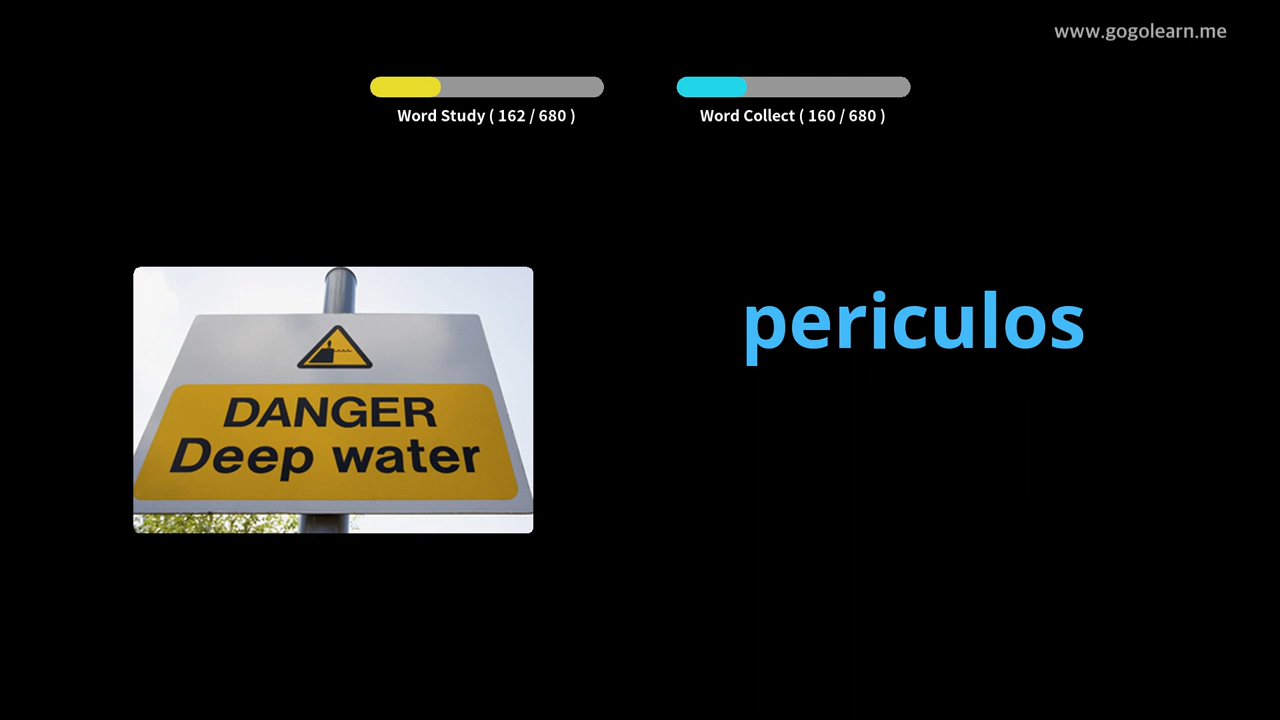 www.gogolearn.me
Word Study ( 162 / 680 )
Word Collect ( 160 / 680 )
DANGER
Deep water
periculos